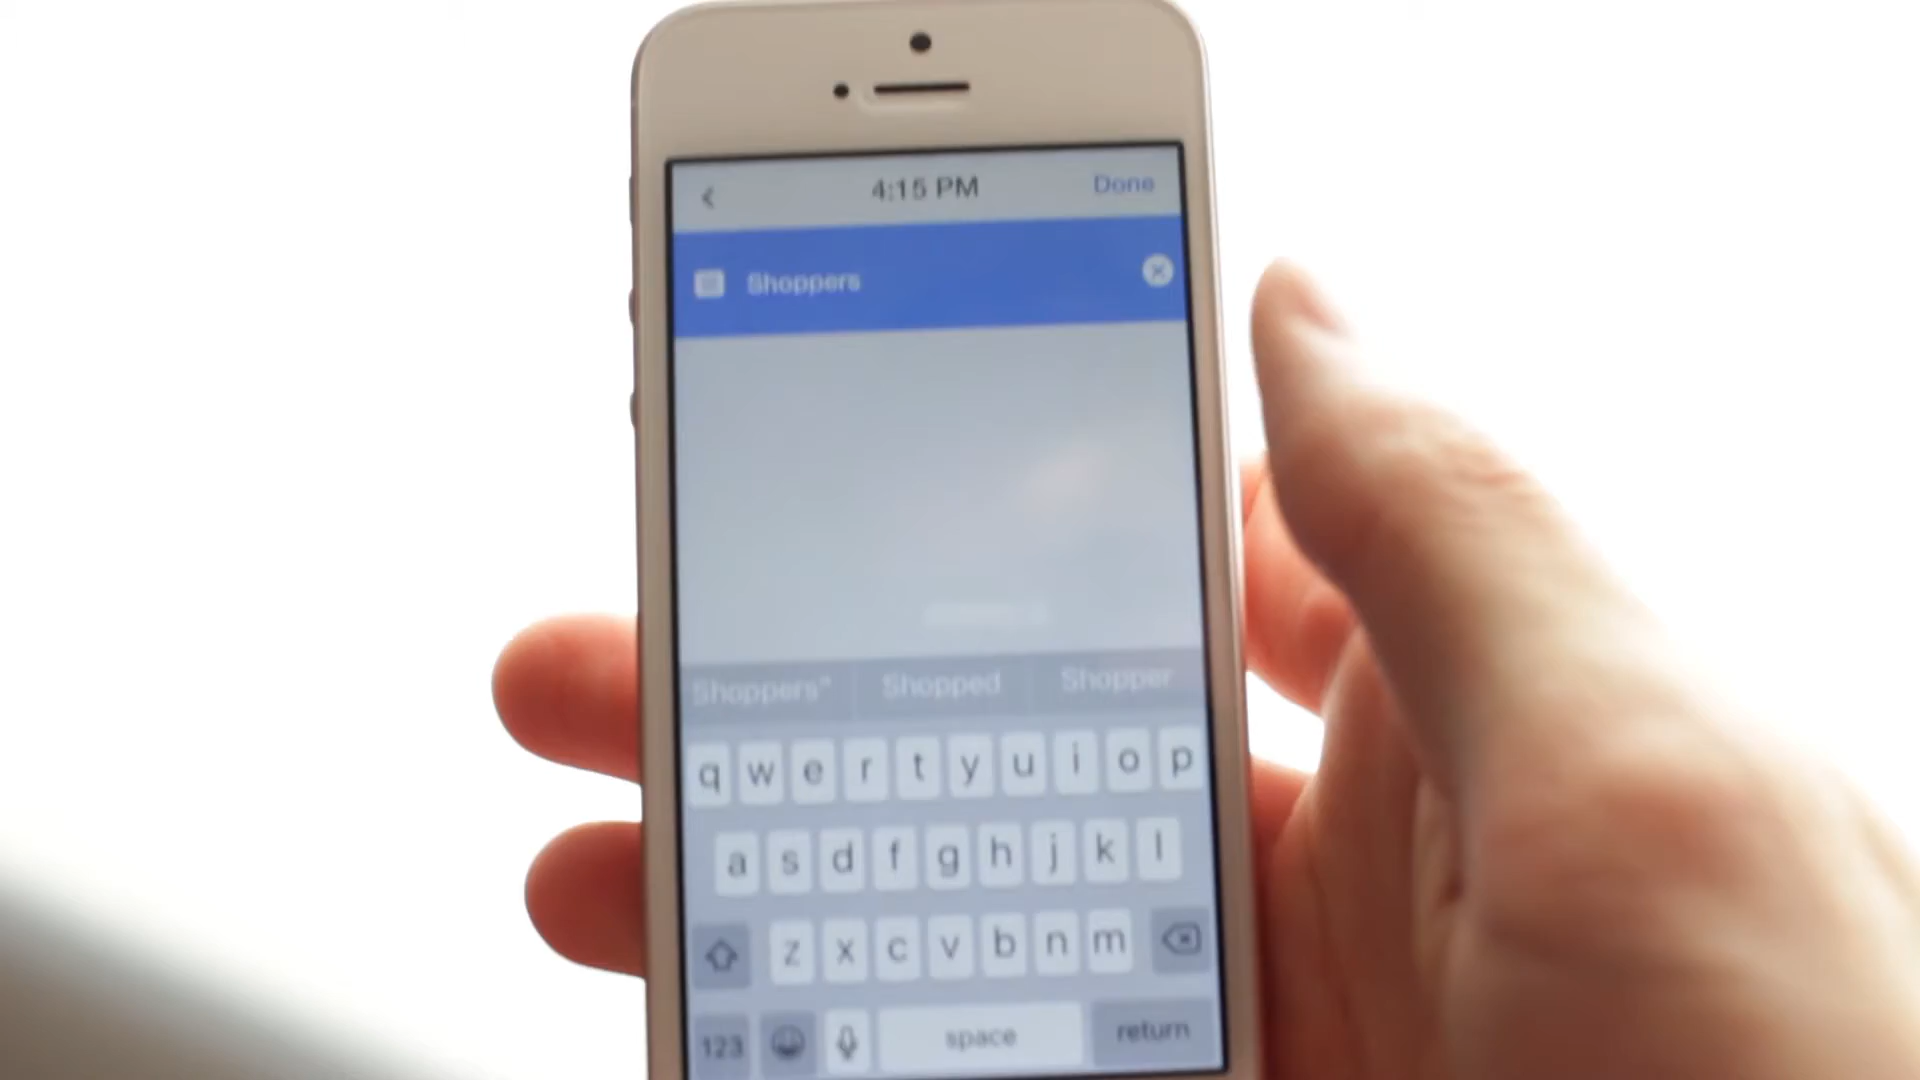 4:15 PM Done
Shoppers
Shoppers" Shopped Shopper
q w e r t y u i o p
a s d f g h j k l
z x c v b n m
123 space return